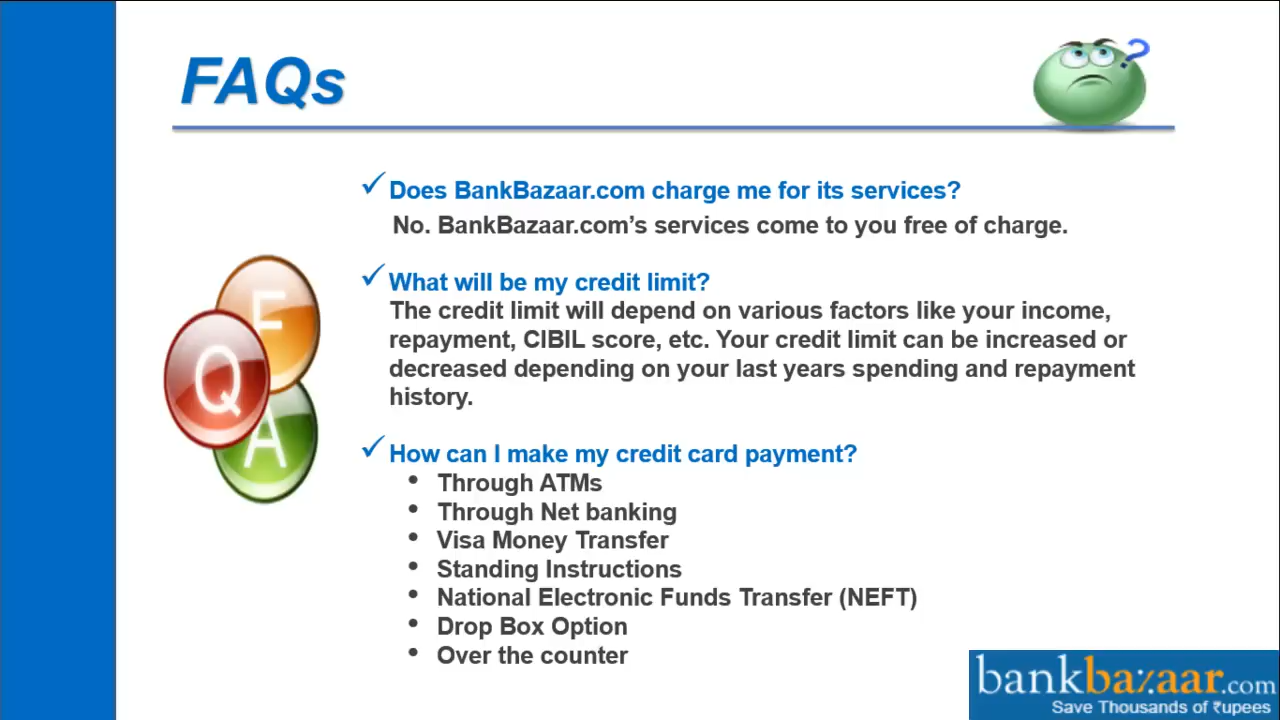 FAQs
?
✓ Does BankBazaar.com charge me for its services?
No. BankBazaar.com’s services come to you free of charge.
✓ What will be my credit limit?
The credit limit will depend on various factors like your income,
repayment, CIBIL score, etc. Your credit limit can be increased or
decreased depending on your last years spending and repayment
history.
F
Q
A
✓ How can I make my credit card payment?
• Through ATMs
• Through Net banking
• Visa Money Transfer
• Standing Instructions
• National Electronic Funds Transfer (NEFT)
• Drop Box Option
• Over the counter
bankbazaar.com
Save Thousands of ₹upees